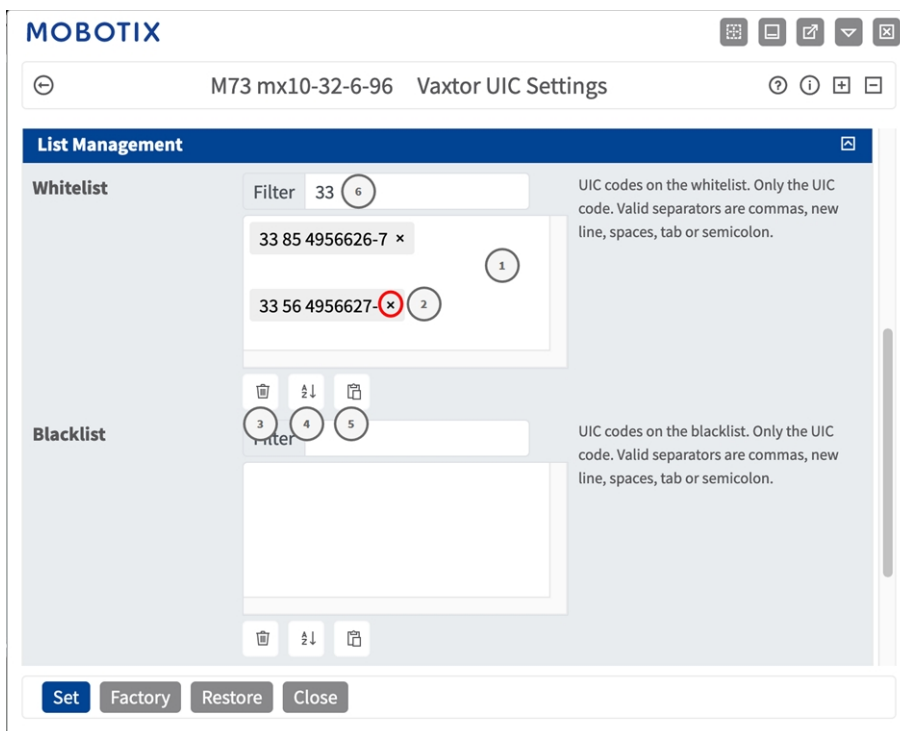 MOBOTIX
M73 mx10-32-6-96 Vaxtor UIC Settings
List Management
Whitelist
Filter 33 6
UIC codes on the whitelist. Only the UIC
code. Valid separators are commas, new
line, spaces, tab or semicolon.
33 85 4956626-7 ×
1
33 56 4956627- × 2
3 4 5
Blacklist
Filter
UIC codes on the blacklist. Only the UIC
code. Valid separators are commas, new
line, spaces, tab or semicolon.
Set Factory Restore Close